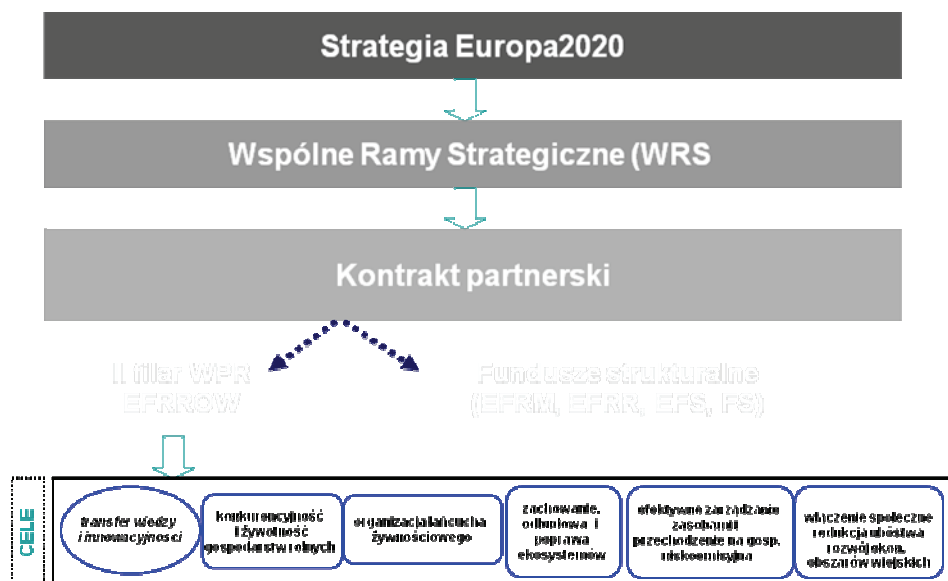 Strategia Europa2020
Wspólne Ramy Strategiczne (WRS
Kontrakt partnerski
II filar WPR
EFRROW
Fundusze strukturalne
(EFRM, EFRR, EFS, FS)
CELE
transfer wiedzy
i innowacyjności
konkurencyjność
i żywotność
gospodarstw rolnych
organizacja łańcucha
żywnościowego
zachowanie,
odbudowa i
poprawa
ekosystemów
efektywne zarządzanie
zasobami i
przechodzenie na gosp.
niskoemisyjna
włączenie społeczne
redukcja ubóstwa
rozwój ekon.
obszarów wiejskich